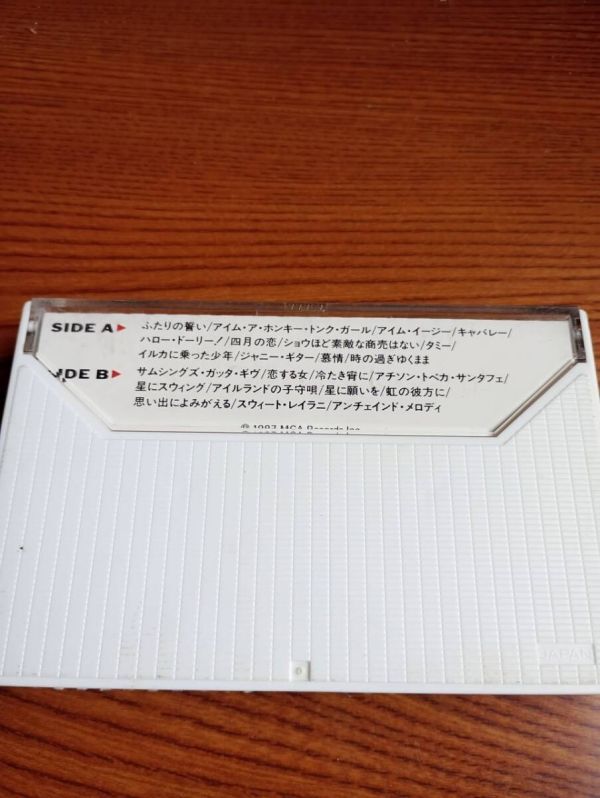 SIDE A▶ ふたりの誓い/アイム・ア・ホンキー・トンク・ガール/アイム・イージー/キャバレー/
ハロー・ドーリー!/四月の恋/ショウほど素敵な商売はない/タミー/
イルカに乗った少年/ジャニー・ギター/慕情/時の過ぎゆくまま
SIDE B▶ サムシングズ・ガッタ・ギヴ/恋する女/冷たき宵に/アチソン・トペカ・サンタフェ/
星にスウィング/アイルランドの子守唄/星に願いを/虹の彼方に/
思い出によみがえる/スウィート・レイラニ/アンチェインド・メロディ
1987 MCA Records Inc
JAPAN